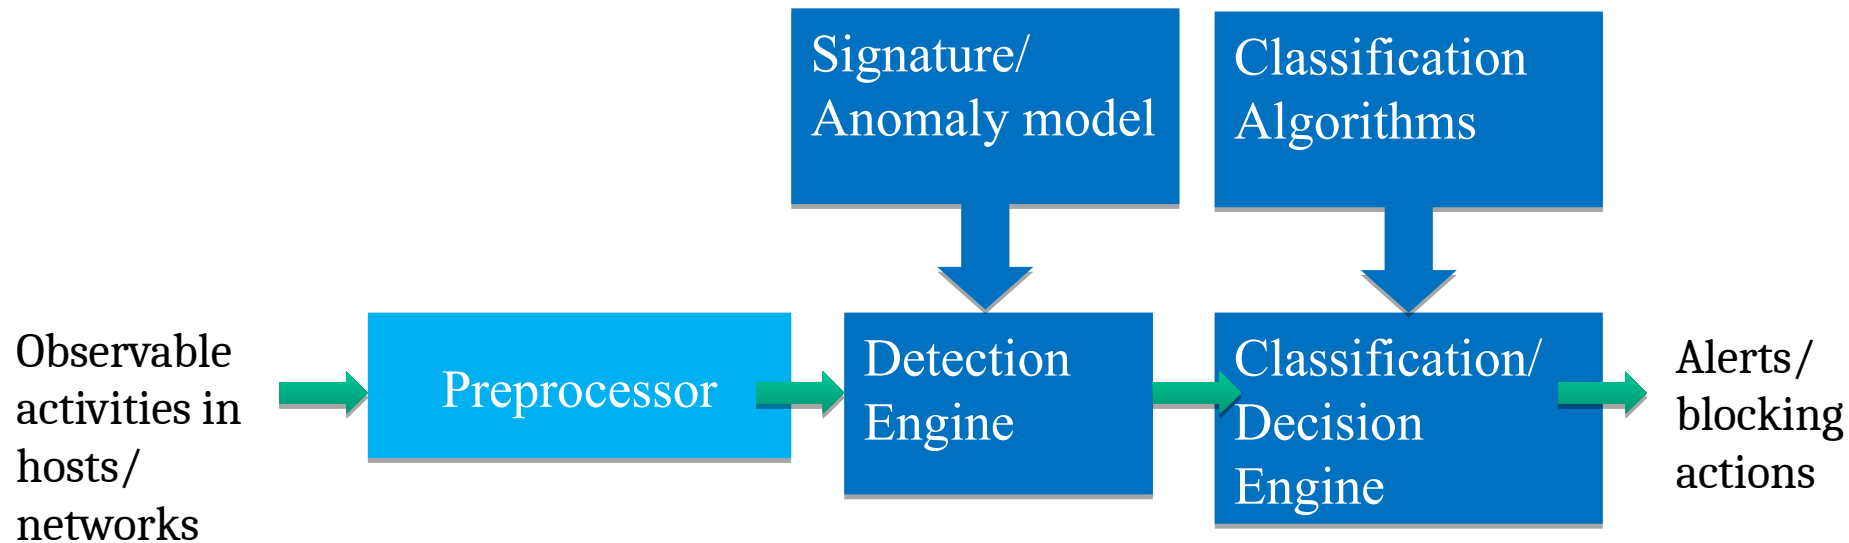 Signature/
Anomaly model
Classification
Algorithms
Observable
activities in
hosts/
networks
Preprocessor
Detection
Engine
Classification/
Decision
Engine
Alerts/
blocking
actions